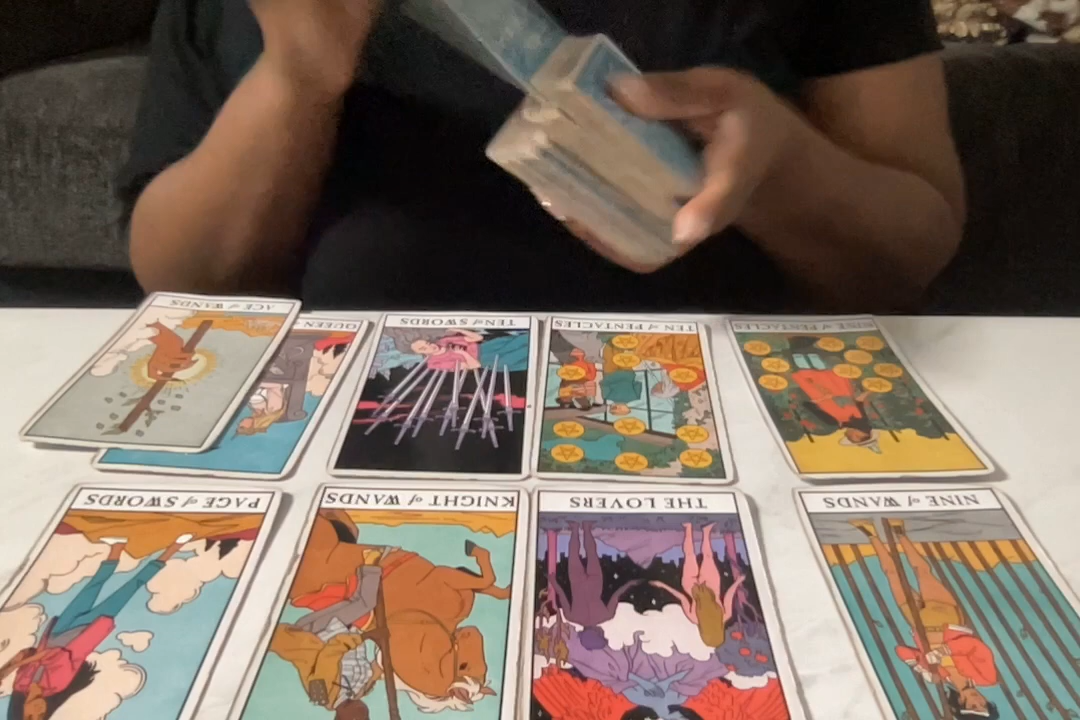 ACE of WANDS
QUEEN
TEN of SWORDS
TEN of PENTACLES
NINE of PENTACLES
PAGE of SWORDS
KNIGHT of WANDS
THE LOVERS
NINE of WANDS